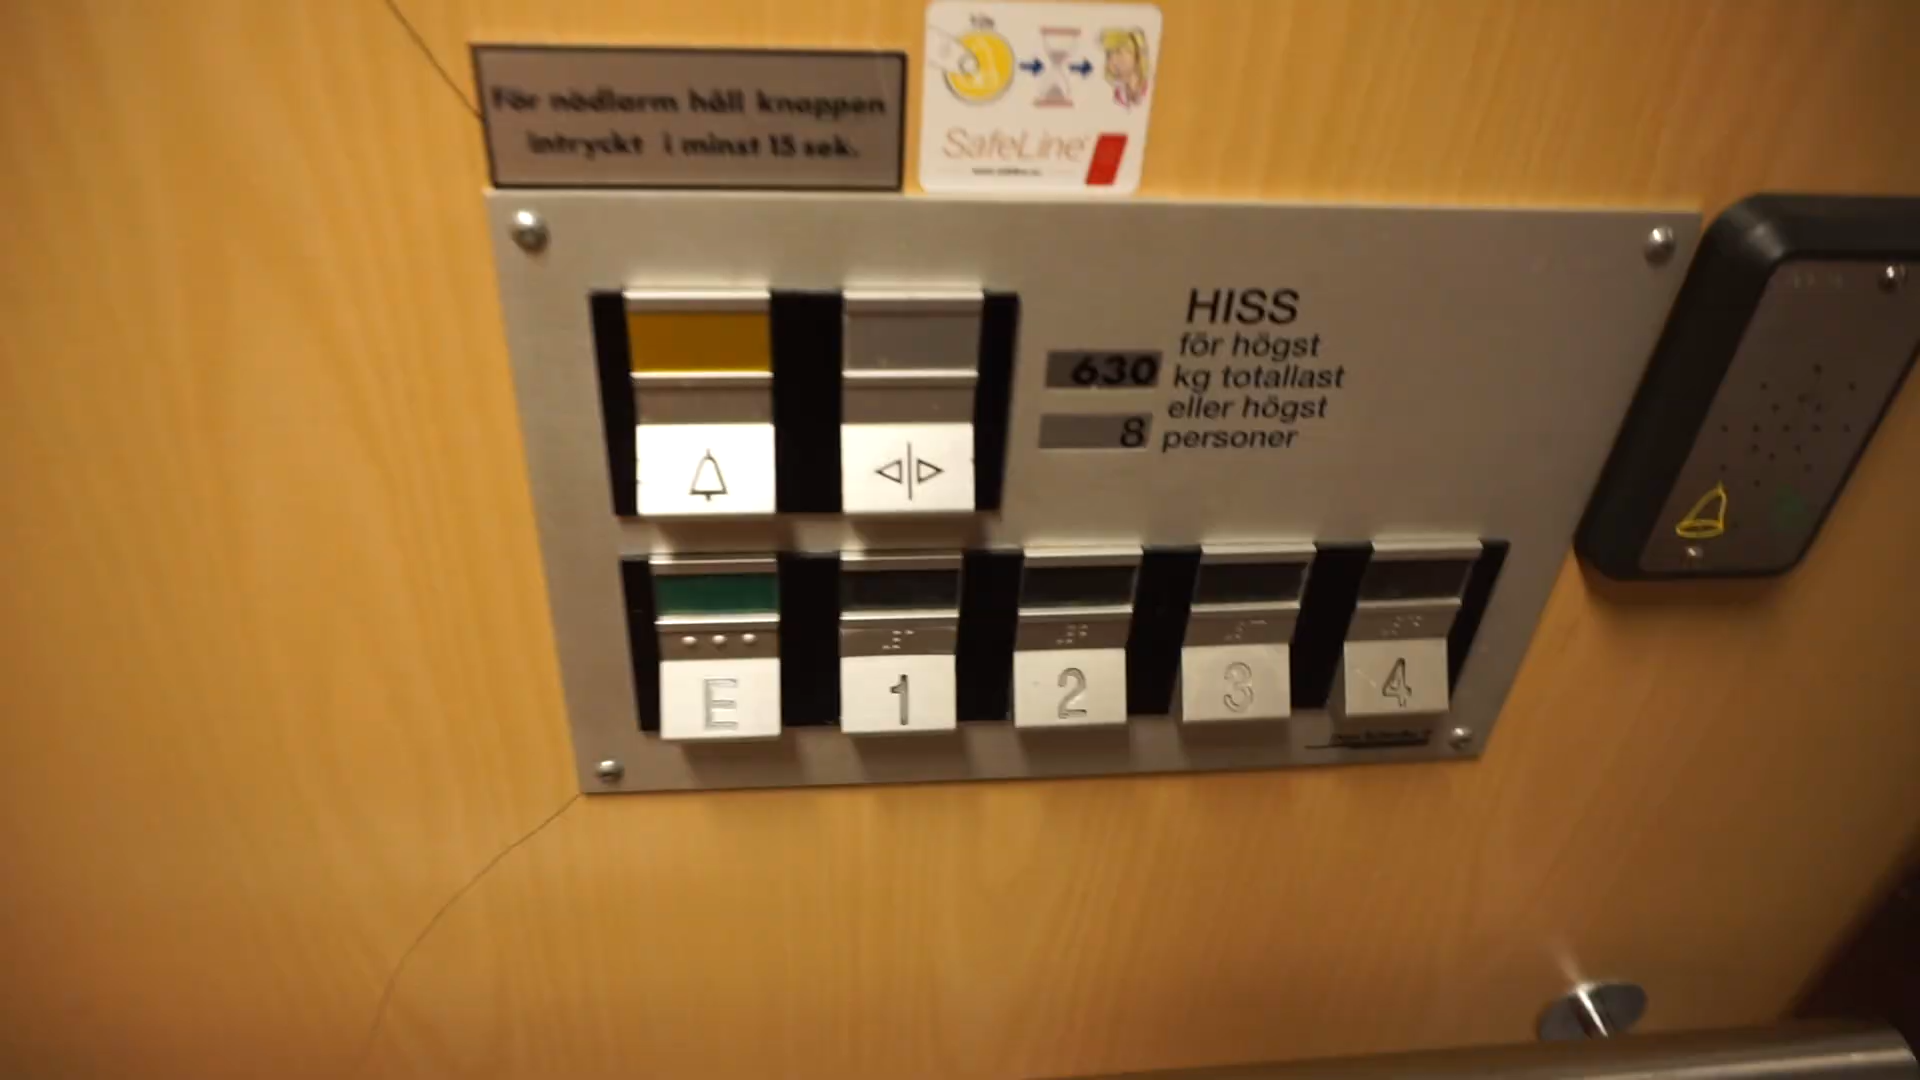 För nödlarm håll knappen
intryckt i minst 15 sek.
SafeLine
HISS
för högst
630 kg totallast
eller högst
8 personer
E
1
2
3
4